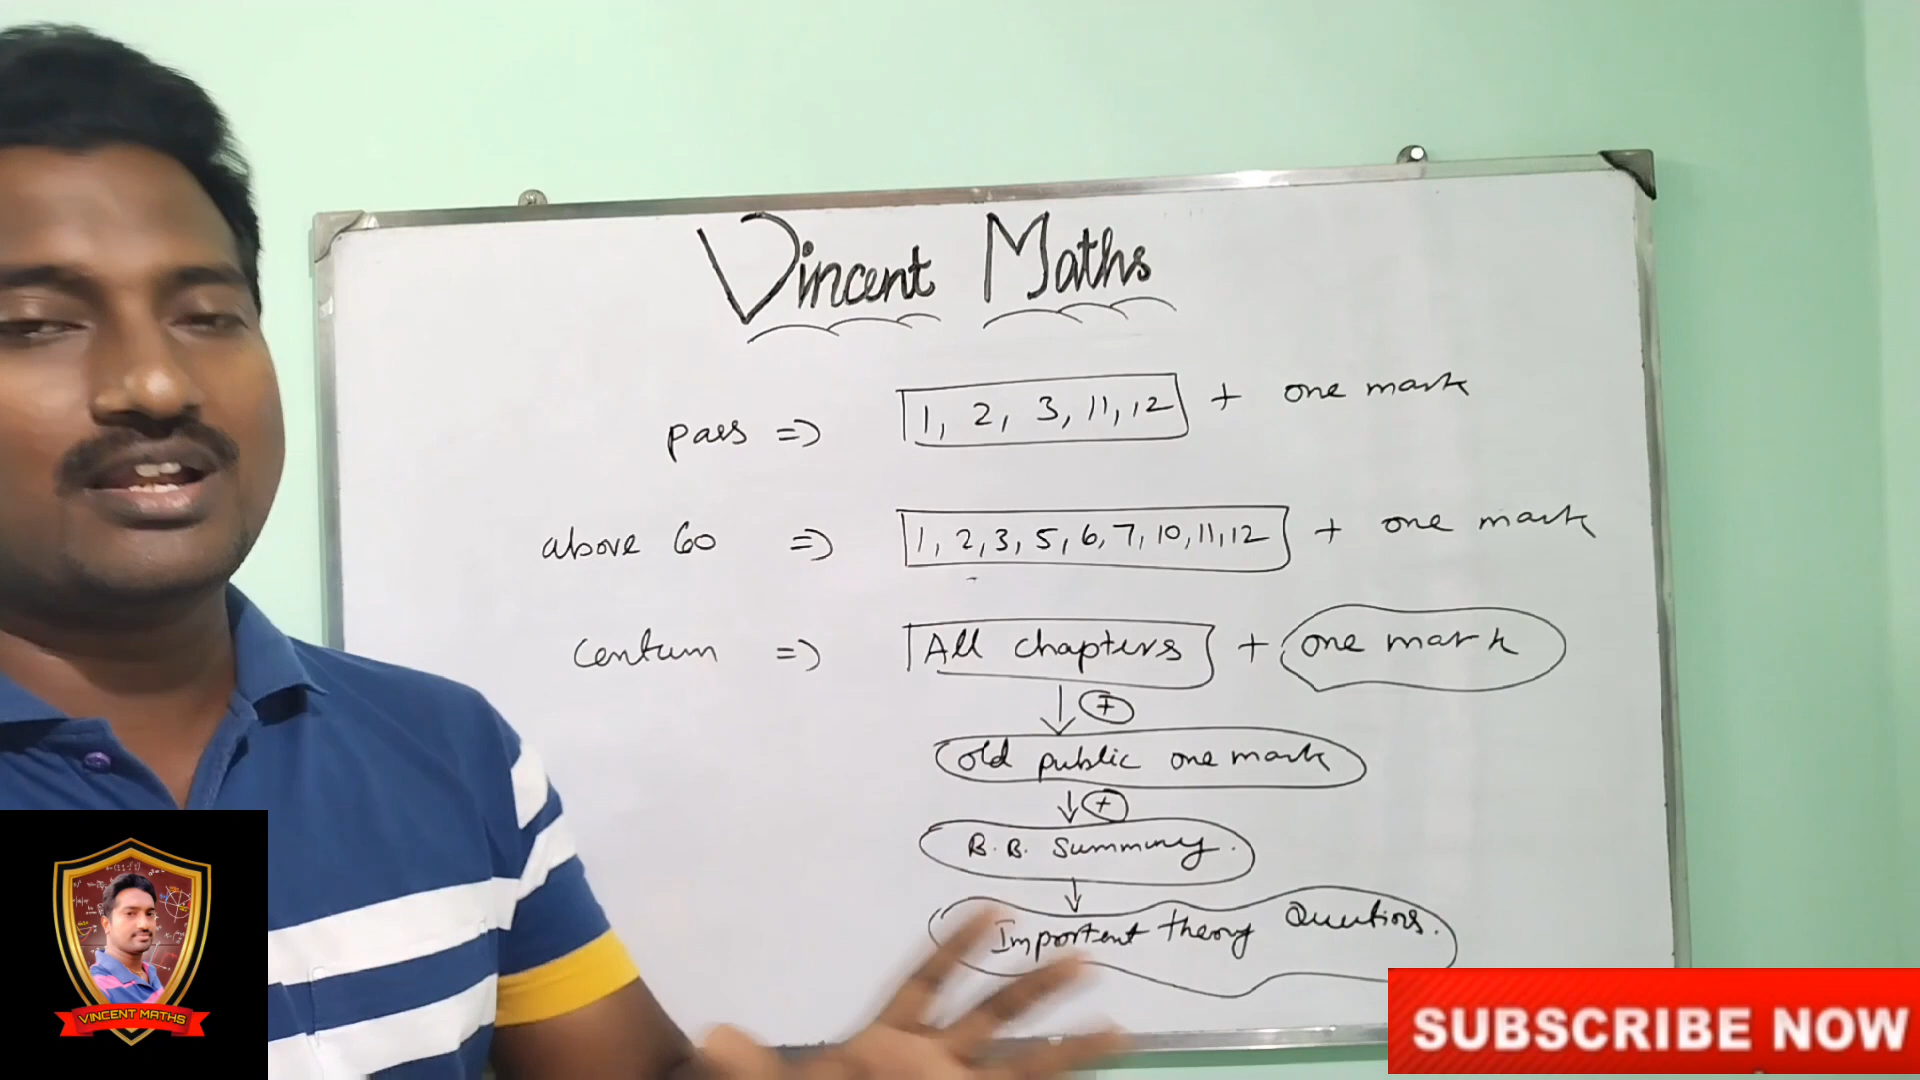 Vincent Maths
pass => 1, 2, 3, 11, 12 + one mark
above 60 => 1, 2, 3, 5, 6, 7, 10, 11, 12 + one mark
Centum => All chapters + one mark
+
old public one mark
+
B.B. Summary.
Important theory Questions.
VINCENT MATHS
SUBSCRIBE NOW